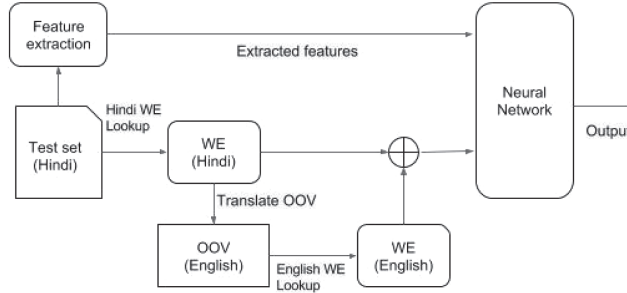 Feature
extraction
Extracted features
Neural
Network
Output
Hindi WE
Lookup
Test set
(Hindi)
WE
(Hindi)
Translate OOV
OOV
(English)
English WE
Lookup
WE
(English)